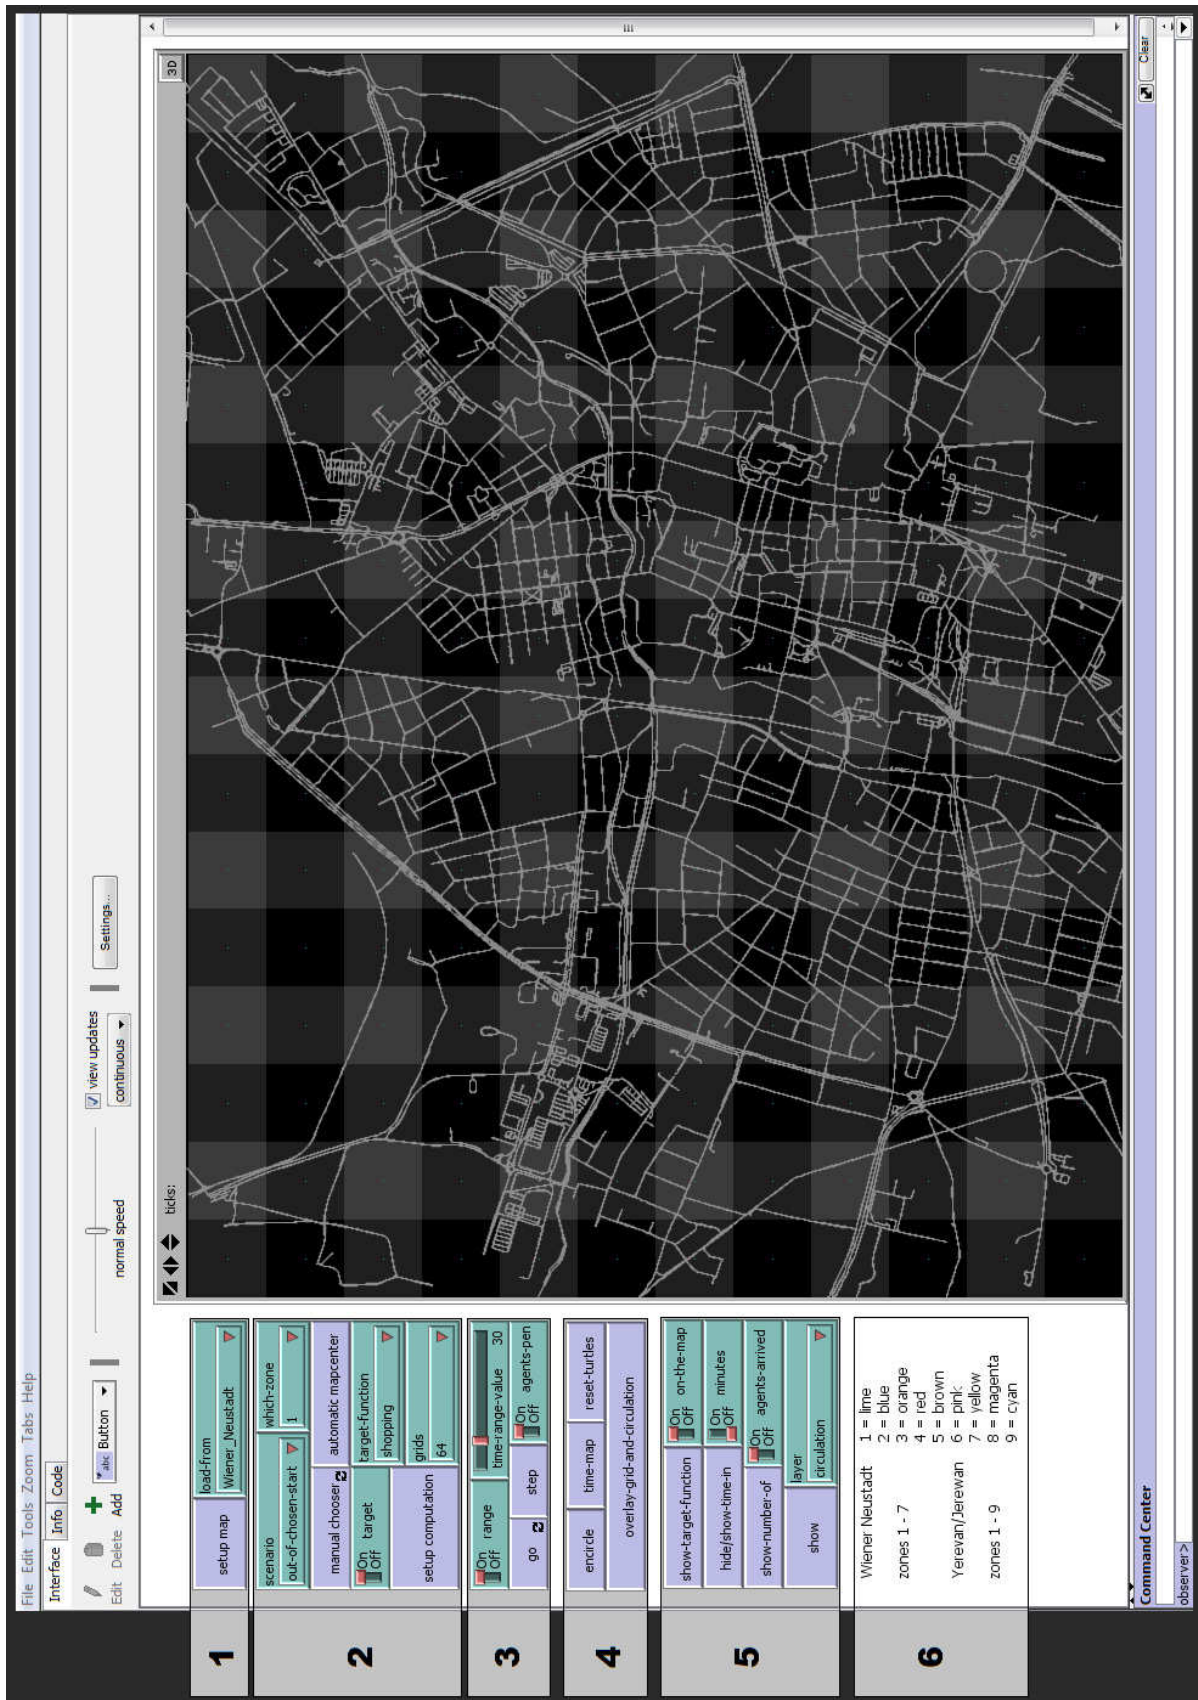 File Edit Tools Zoom Tabs Help
Interface Info Code
Edit Delete Add
abc Button
normal speed
view updates
continuous
Settings...
ticks:
3D
1
setup map
load-from
Wiener_Neustadt
2
scenario
out-of-chosen-start
which-zone
1
manual chooser
automatic mapcenter
On
Off
target
target-function
shopping
setup computation
grids
64
3
On
Off
range
time-range-value 30
go
step
On
Off
agents-pen
4
encircle
time-map
reset-turtles
overlay-grid-and-circulation
5
show-target-function
On
Off
on-the-map
hide/show-time-in
On
Off
minutes
show-number-of
On
Off
agents-arrived
show
layer
circulation
6
Wiener Neustadt
zones 1 - 7
Yerevan/Jerewan
zones 1 - 9
1 = lime
2 = blue
3 = orange
4 = red
5 = brown
6 = pink
7 = yellow
8 = magenta
9 = cyan
Command Center
Clear
observer>